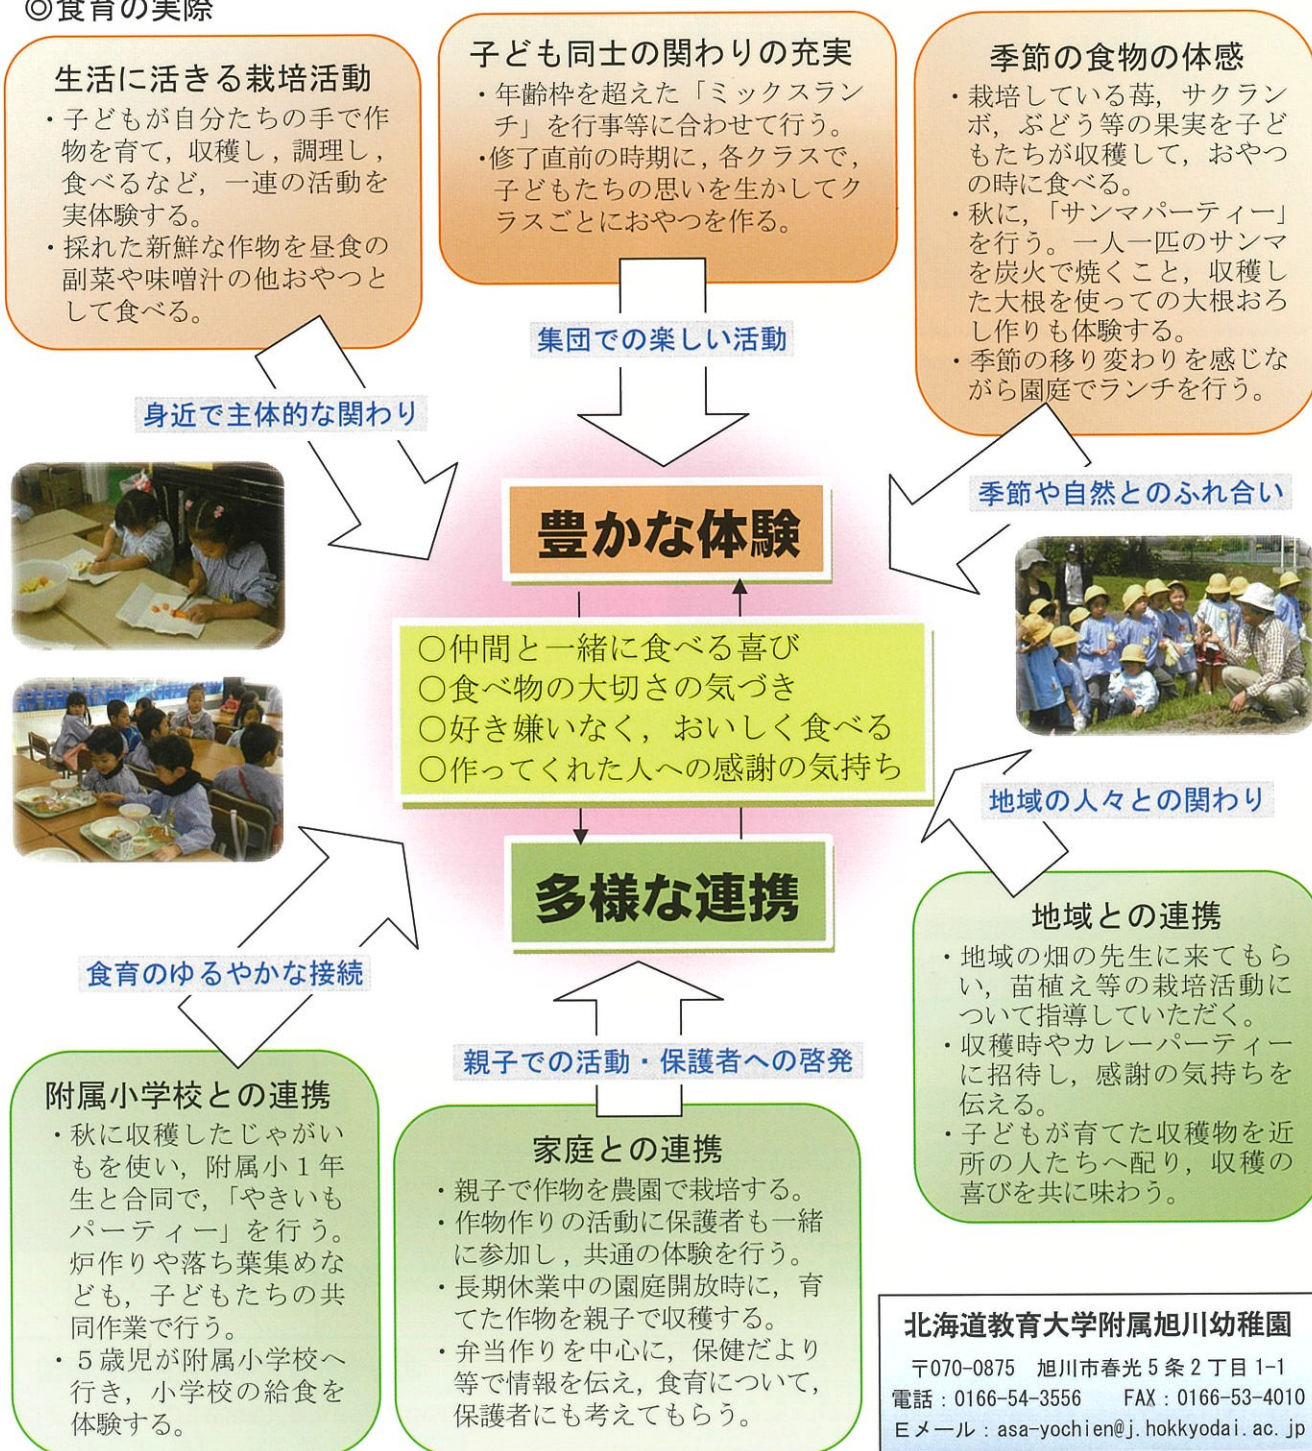 ◎食育の実際
生活に活きる栽培活動
・子どもが自分たちの手で作
物を育て，収穫し，調理し，
食べるなど，一連の活動を
実体験する。
・採れた新鮮な作物を昼食の
副菜や味噌汁の他おやつと
して食べる。
子ども同士の関わりの充実
・年齢枠を超えた「ミックスラン
チ」を行事等に合わせて行う。
・修了直前の時期に，各クラスで，
子どもたちの思いを生かしてク
ラスごとにおやつを作る。
季節の食物の体感
・栽培している苺，サクラン
ボ，ぶどう等の果実を子ど
もたちが収穫して，おやつ
の時に食べる。
・秋に，「サンマパーティー」
を行う。一人一匹のサンマ
を炭火で焼くこと，収穫し
た大根を使っての大根おろ
し作りも体験する。
・季節の移り変わりを感じな
がら園庭でランチを行う。
身近で主体的な関わり
集団での楽しい活動
季節や自然とのふれ合い
豊かな体験
○仲間と一緒に食べる喜び
○食べ物の大切さの気づき
○好き嫌いなく，おいしく食べる
○作ってくれた人への感謝の気持ち
多様な連携
食育のゆるやかな接続
親子での活動・保護者への啓発
地域の人々との関わり
附属小学校との連携
・秋に収穫したじゃがい
もを使い，附属小１年
生と合同で，「やきいも
パーティー」を行う。
炉作りや落ち葉集めな
ども，子どもたちの共
同作業で行う。
・５歳児が附属小学校へ
行き，小学校の給食を
体験する。
家庭との連携
・親子で作物を農園で栽培する。
・作物作りの活動に保護者も一緒
に参加し，共通の体験を行う。
・長期休業中の園庭開放時に，育
てた作物を親子で収穫する。
・弁当作りを中心に，保健だより
等で情報を伝え，食育について，
保護者にも考えてもらう。
地域との連携
・地域の畑の先生に来てもら
い，苗植え等の栽培活動に
ついて指導していただく。
・収穫時やカレーパーティー
に招待し，感謝の気持ちを
伝える。
・子どもが育てた収穫物を近
所の人たちへ配り，収穫の
喜びを共に味わう。
北海道教育大学附属旭川幼稚園
〒070-0875 旭川市春光５条２丁目 1-1
電話：0166-54-3556 FAX：0166-53-4010
Ｅメール：asa-yochien@j.hokkyodai.ac.jp